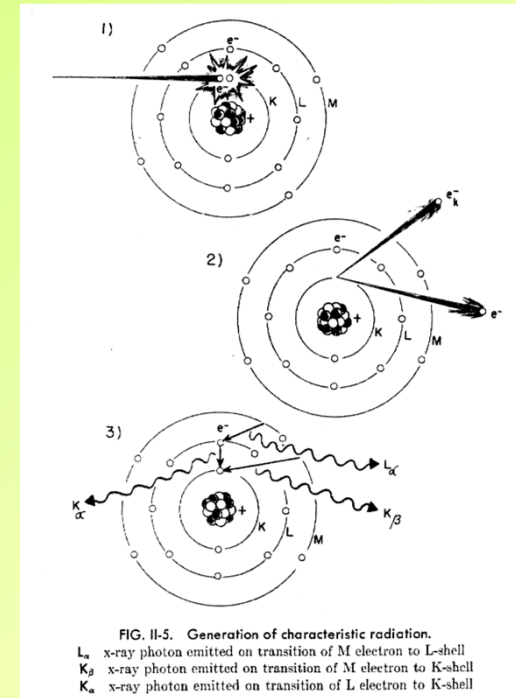 1)
e⁻
e⁻
K
L
M
+
2)
e⁻
e⁻ₖ
+
K
L
M
e⁻
3)
e⁻
Lα
Kα
+
K
L
M
Kβ
FIG. II-5. Generation of characteristic radiation.
Lα x-ray photon emitted on transition of M electron to L-shell
Kβ x-ray photon emitted on transition of M electron to K-shell
Kα x-ray photon emitted on transition of L electron to K-shell